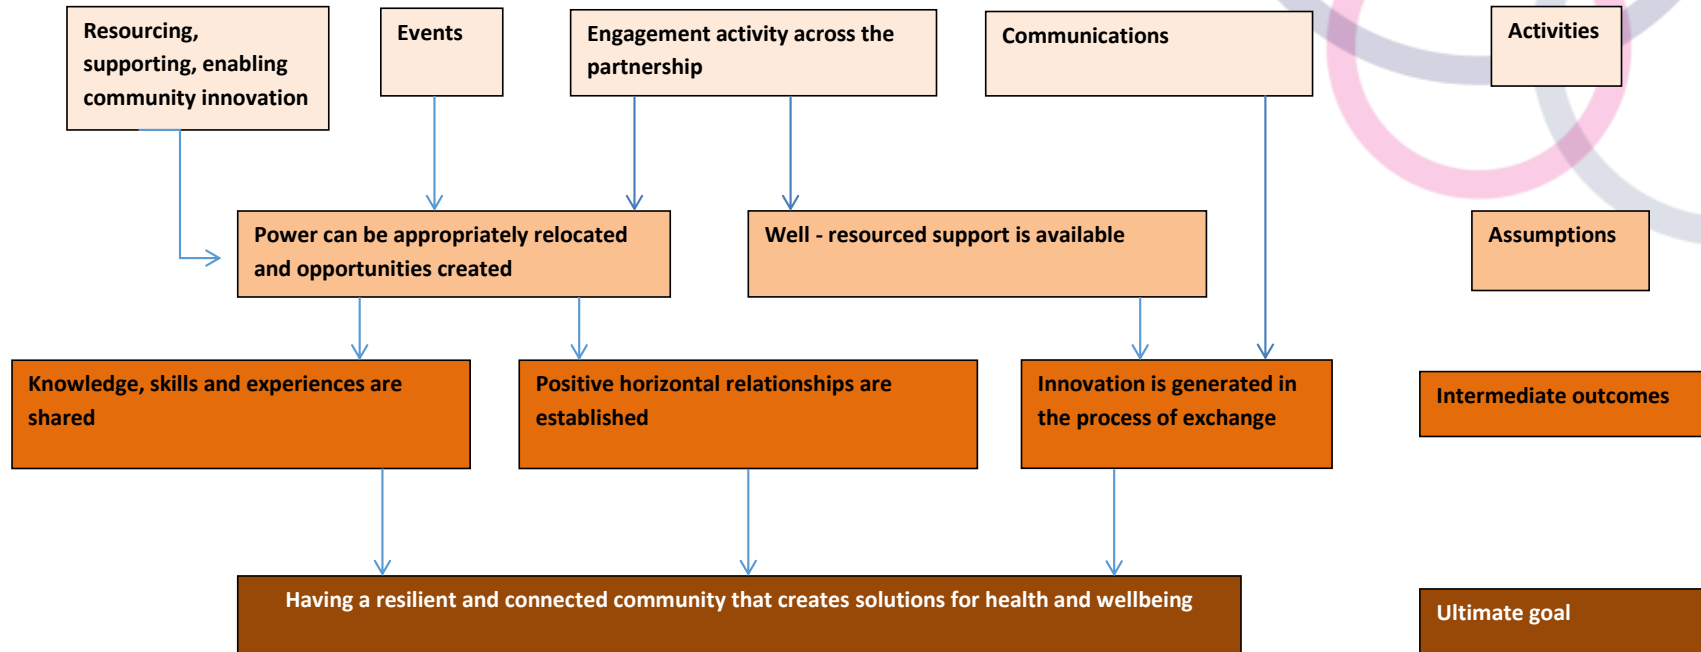 Resourcing,
supporting, enabling
community innovation
Events
Engagement activity across the
partnership
Communications
Activities
Power can be appropriately relocated
and opportunities created
Well - resourced support is available
Assumptions
Knowledge, skills and experiences are
shared
Positive horizontal relationships are
established
Innovation is generated in
the process of exchange
Intermediate outcomes
Having a resilient and connected community that creates solutions for health and wellbeing
Ultimate goal